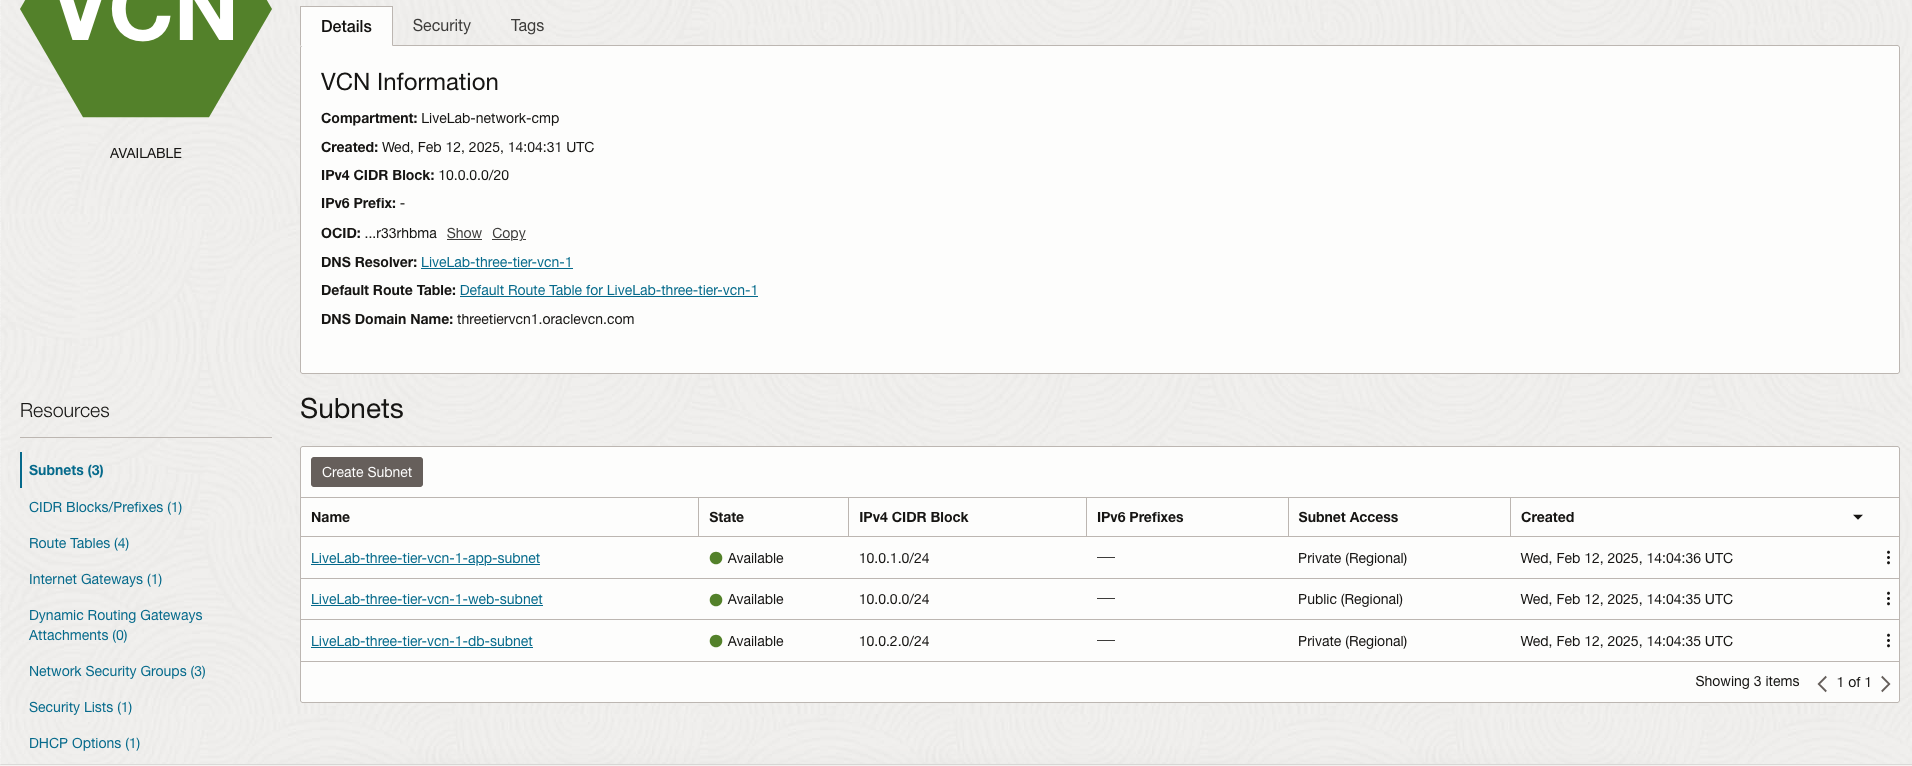 VCN
AVAILABLE
Details Security Tags
VCN Information
Compartment: LiveLab-network-cmp
Created: Wed, Feb 12, 2025, 14:04:31 UTC
IPv4 CIDR Block: 10.0.0.0/20
IPv6 Prefix: -
OCID: ...r33rhbma Show Copy
DNS Resolver: LiveLab-three-tier-vcn-1
Default Route Table: Default Route Table for LiveLab-three-tier-vcn-1
DNS Domain Name: threetiervcn1.oraclevcn.com
Resources
Subnets (3)
CIDR Blocks/Prefixes (1)
Route Tables (4)
Internet Gateways (1)
Dynamic Routing Gateways
Attachments (0)
Network Security Groups (3)
Security Lists (1)
DHCP Options (1)
Subnets
Create Subnet
Name State IPv4 CIDR Block IPv6 Prefixes Subnet Access Created
LiveLab-three-tier-vcn-1-app-subnet Available 10.0.1.0/24 — Private (Regional) Wed, Feb 12, 2025, 14:04:36 UTC
LiveLab-three-tier-vcn-1-web-subnet Available 10.0.0.0/24 — Public (Regional) Wed, Feb 12, 2025, 14:04:35 UTC
LiveLab-three-tier-vcn-1-db-subnet Available 10.0.2.0/24 — Private (Regional) Wed, Feb 12, 2025, 14:04:35 UTC
Showing 3 items 1 of 1